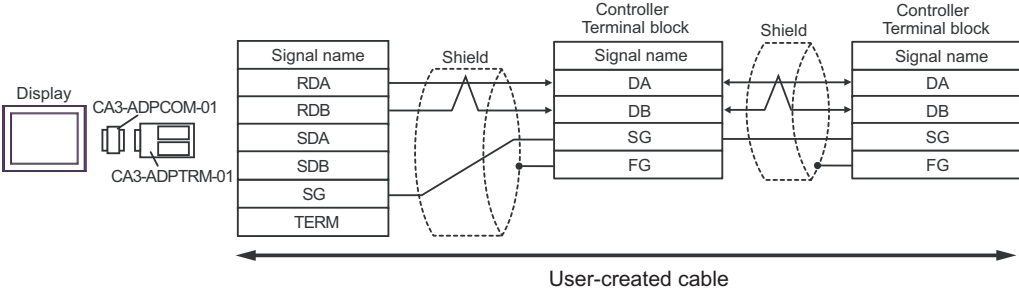 Display
CA3-ADPCOM-01
CA3-ADPTRM-01
Signal name
RDA
RDB
SDA
SDB
SG
TERM
Shield
Controller
Terminal block
Signal name
DA
DB
SG
FG
Shield
Controller
Terminal block
Signal name
DA
DB
SG
FG
User-created cable